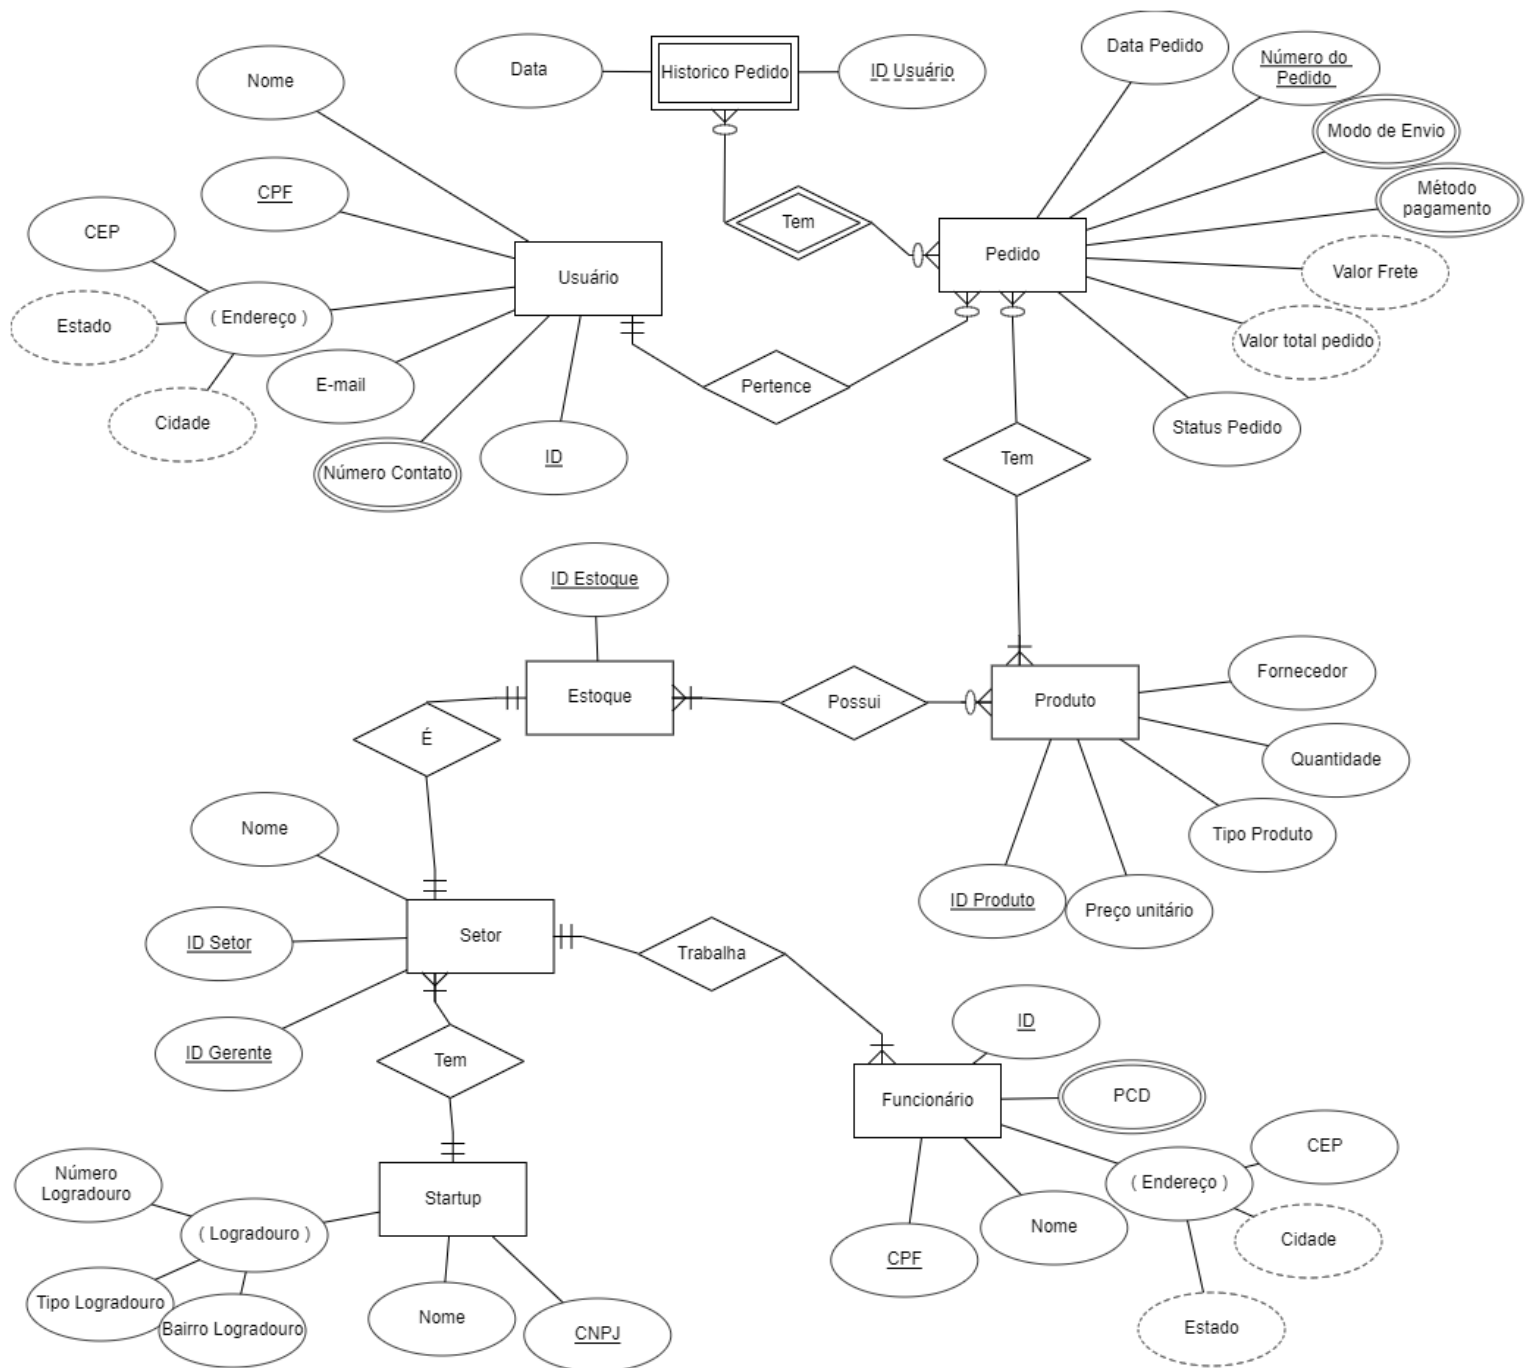 Data
Historico Pedido
ID Usuário
Data Pedido
Número do
Pedido
Modo de Envio
Método
pagamento
Valor Frete
Valor total pedido
Status Pedido
Nome
CPF
CEP
Estado
( Endereço )
Cidade
E-mail
Número Contato
ID
Usuário
Tem
Pedido
Pertence
Tem
ID Estoque
Estoque
Possui
Produto
Fornecedor
Quantidade
Tipo Produto
Preço unitário
ID Produto
É
Nome
ID Setor
ID Gerente
Setor
Trabalha
Tem
ID
Funcionário
PCD
CEP
( Endereço )
Cidade
Estado
Nome
CPF
Startup
Número
Logradouro
( Logradouro )
Tipo Logradouro
Bairro Logradouro
Nome
CNPJ